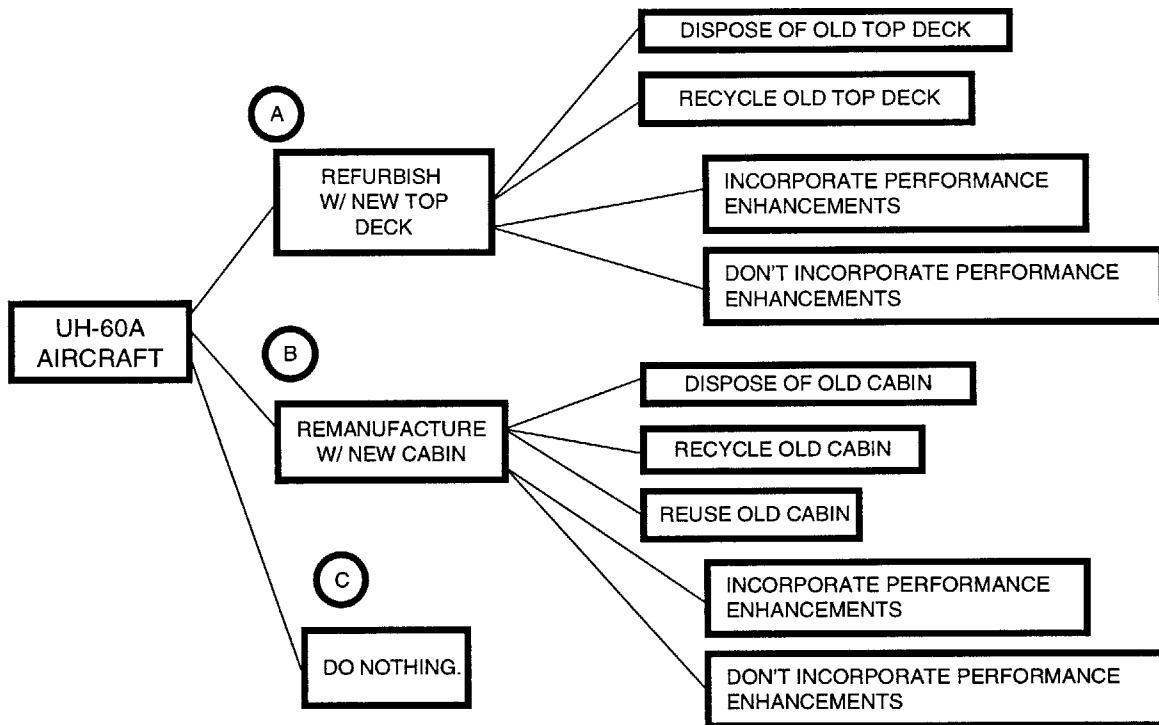 DISPOSE OF OLD TOP DECK
RECYCLE OLD TOP DECK
A
REFURBISH
W/ NEW TOP
DECK
INCORPORATE PERFORMANCE
ENHANCEMENTS
DON'T INCORPORATE PERFORMANCE
ENHANCEMENTS
UH-60A
AIRCRAFT
B
REMANUFACTURE
W/ NEW CABIN
DISPOSE OF OLD CABIN
RECYCLE OLD CABIN
REUSE OLD CABIN
INCORPORATE PERFORMANCE
ENHANCEMENTS
DON'T INCORPORATE PERFORMANCE
ENHANCEMENTS
C
DO NOTHING.